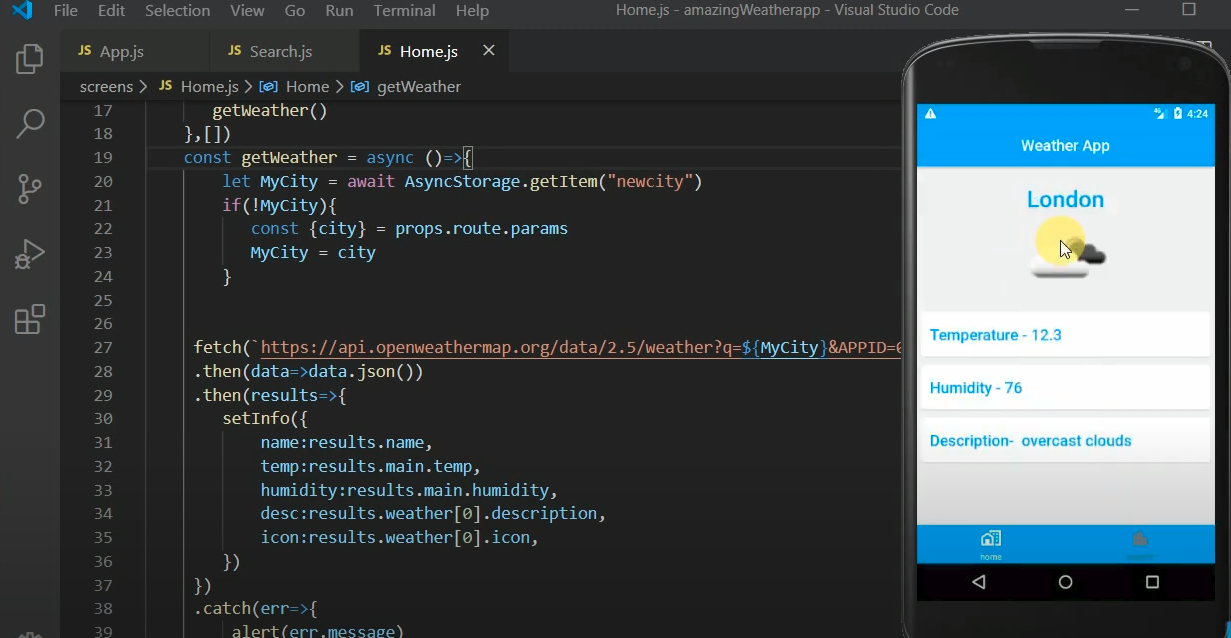 File Edit Selection View Go Run Terminal Help
Home.js - amazingWeatherapp - Visual Studio Code
JS App.js
JS Search.js
JS Home.js
screens > JS Home.js > Home > getWeather
17 getWeather()
18 },[])
19 const getWeather = async ()=>{
20 let MyCity = await AsyncStorage.getItem("newcity")
21 if(!MyCity){
22 const {city} = props.route.params
23 MyCity = city
24 }
25
26
27 fetch(`https://api.openweathermap.org/data/2.5/weather?q=${MyCity}&APPID=
28 .then(data=>data.json())
29 .then(results=>{
30 setInfo({
31 name:results.name,
32 temp:results.main.temp,
33 humidity:results.main.humidity,
34 desc:results.weather[0].description,
35 icon:results.weather[0].icon,
36 })
37 })
38 .catch(err=>{
39 alert(err.message)
4G 4:24
Weather App
London
Temperature - 12.3
Humidity - 76
Description- overcast clouds
home